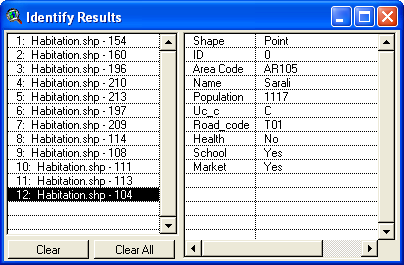 Identify Results
1: Habitation.shp - 154
2: Habitation.shp - 160
3: Habitation.shp - 196
4: Habitation.shp - 210
5: Habitation.shp - 213
6: Habitation.shp - 197
7: Habitation.shp - 209
8: Habitation.shp - 114
9: Habitation.shp - 108
10: Habitation.shp - 111
11: Habitation.shp - 113
12: Habitation.shp - 104
Clear Clear All
Shape Point
ID 0
Area Code AR105
Name Sarali
Population 1117
Uc_c C
Road_code T01
Health No
School Yes
Market Yes